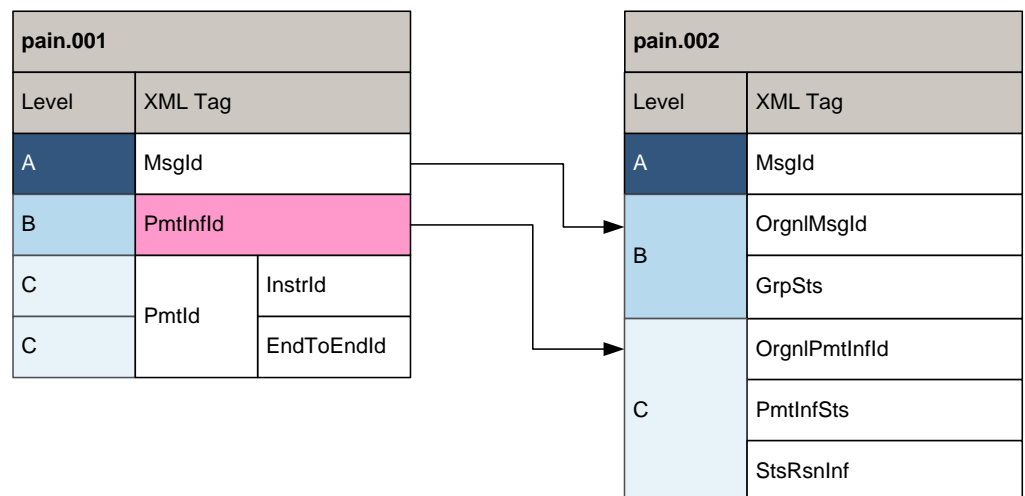 pain.001
Level XML Tag
A MsgId
B PmtInfId
C PmtId InstrId
C EndToEndId
pain.002
Level XML Tag
A MsgId
B OrgnlMsgId
GrpSts
C OrgnlPmtInfId
PmtInfSts
StsRsnInf